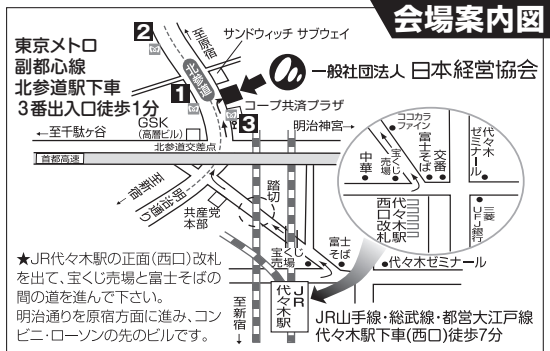 会場案内図
東京メトロ
副都心線
北参道駅下車
3番出入口徒歩1分
2
至原宿
サンドウィッチ サブウェイ
北参道
一般社団法人 日本経営協会
1
コープ共済プラザ
3
GSK
(高層ビル)
←至千駄ヶ谷
明治神宮→
北参道交差点
首都高速
至新宿
明治通り
共産党
本部
踏切
宝くじ
売場
富士
そば
代々木ゼミナール
JR
代々木駅
至新宿
ココカラ
ファイン
中華
宝くじ
売場
富士そば
交番
代々木
ゼミナール
代々木駅
西口改札
三菱
UFJ銀行
★JR代々木駅の正面(西口)改札
を出て、宝くじ売場と富士そばの
間の道を進んで下さい。
明治通りを原宿方面に進み、コン
ビニ・ローソンの先のビルです。
JR山手線・総武線・都営大江戸線
代々木駅下車(西口)徒歩7分